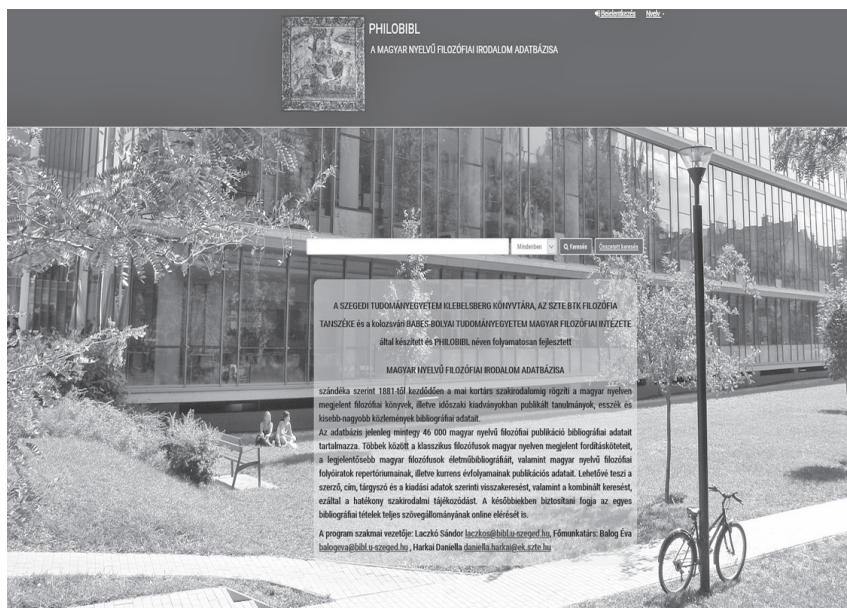 Bejelentkezés Nyelv
PHILOBIBL
A MAGYAR NYELVŰ FILOZÓFIAI IRODALOM ADATBÁZISA
Mindenben Keresés Összetett keresés
A SZEGEDI TUDOMÁNYEGYETEM KLEBELSBERG KÖNYVTÁRA, AZ SZTE BTK FILOZÓFIA
TANSZÉKE és a kolozsvári BABES-BOLYAI TUDOMÁNYEGYETEM MAGYAR FILOZÓFIAI INTÉZETE
által készített és PHILOBIBL néven folyamatosan fejlesztett
MAGYAR NYELVŰ FILOZÓFIAI IRODALOM ADATBÁZISA
szándéka szerint 1881-től kezdődően a mai kortárs szakirodalomig rögzíti a magyar nyelven
megjelent filozófiai könyvek, illetve időszaki kiadványokban publikált tanulmányok, esszék és
kisebb-nagyobb közlemények bibliográfiai adatait.
Az adatbázis jelenleg mintegy 46 000 magyar nyelvű filozófiai publikáció bibliográfiai adatait
tartalmazza. Többek között a klasszikus filozófusok magyar nyelven megjelent fordításköteteit,
a legjelentősebb magyar filozófusok életműbibliográfiáit, valamint magyar nyelvű filozófiai
folyóiratok repertóriumainak, illetve kurrens évfolyamainak publikációs adatait. Lehetővé teszi a
szerző, cím, tárgyszó és a kiadási adatok szerinti visszakeresést, valamint a kombinált keresést,
ezáltal a hatékony szakirodalmi tájékozódást. A későbbiekben biztosítani fogja az egyes
bibliográfiai tételek teljes szövegállományának online elérését is.
A program szakmai vezetője: Laczkó Sándor laczkos@bibl.u-szeged.hu, Főmunkatárs: Balog Éva
balogeva@bibl.u-szeged.hu , Harkai Daniella daniella.harkai@ek.szte.hu